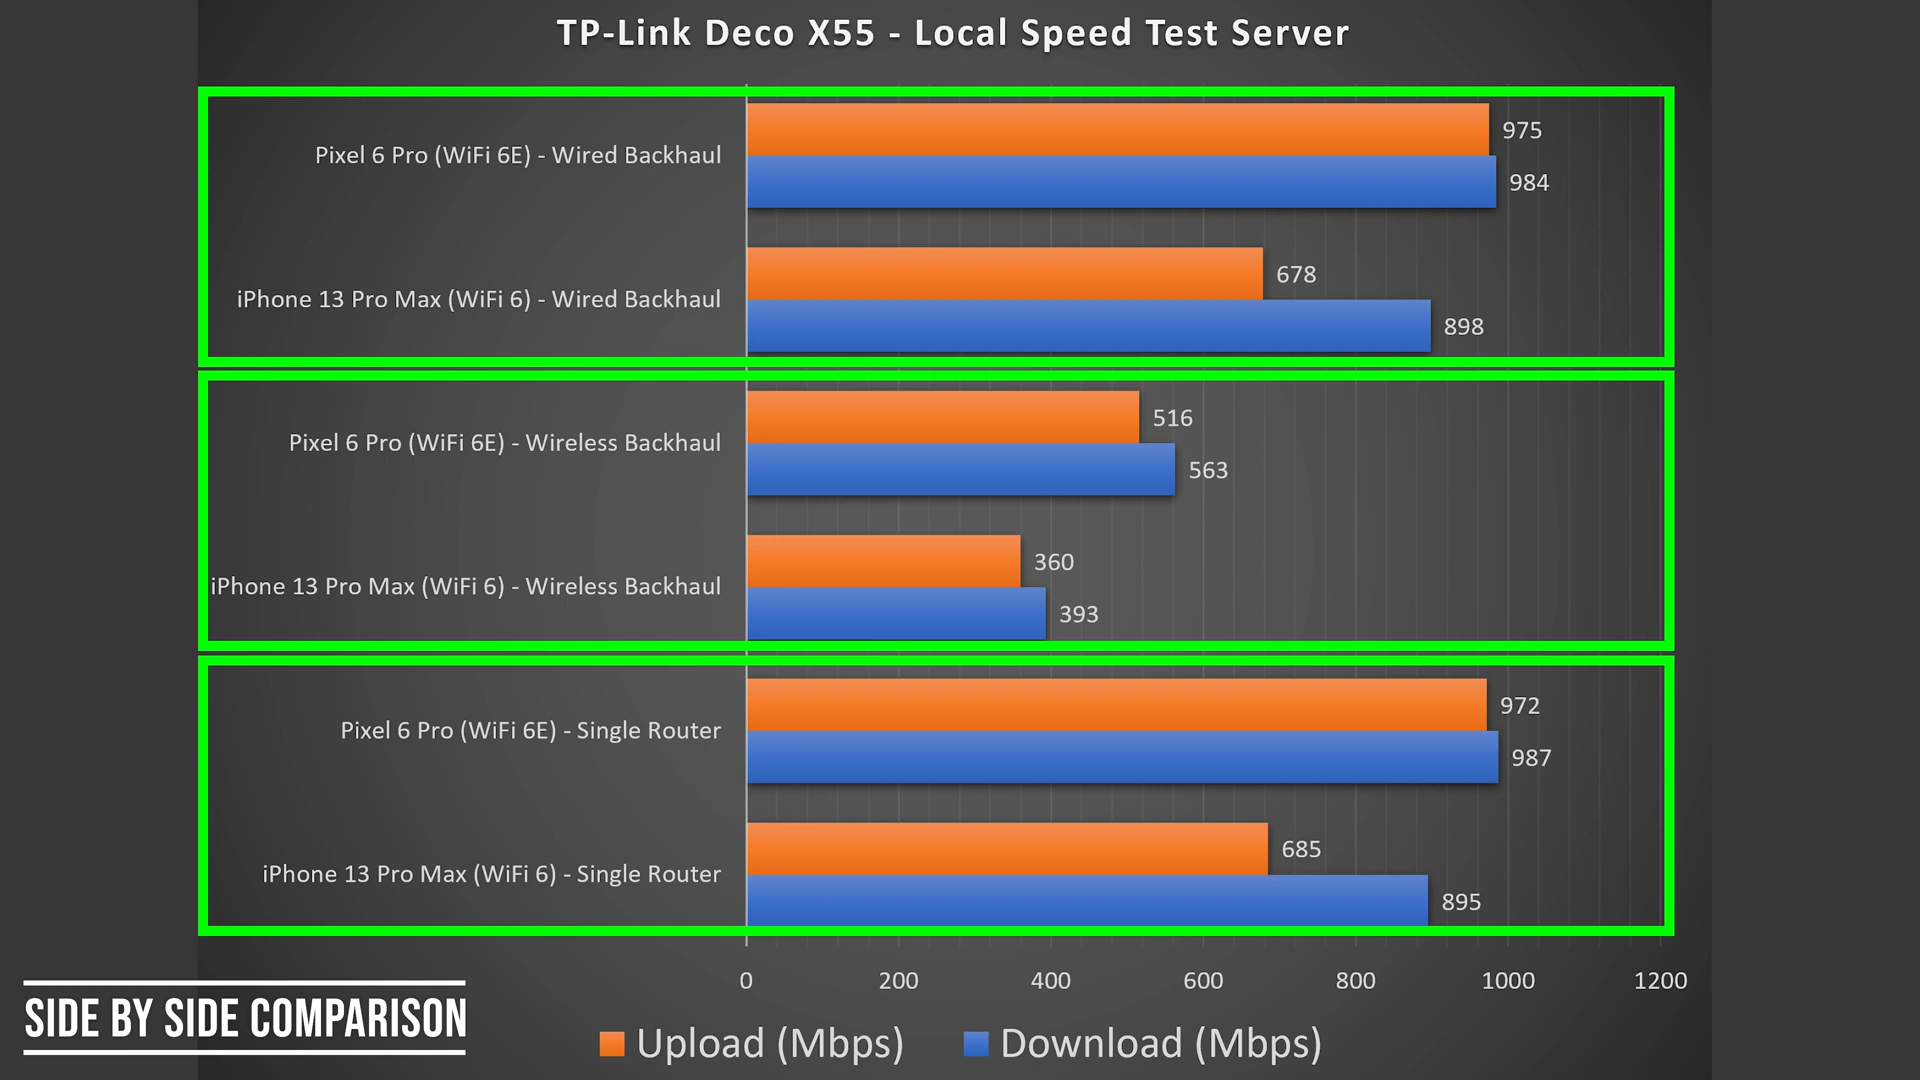 TP-Link Deco X55 - Local Speed Test Server
Pixel 6 Pro (WiFi 6E) - Wired Backhaul
975
984
iPhone 13 Pro Max (WiFi 6) - Wired Backhaul
678
898
Pixel 6 Pro (WiFi 6E) - Wireless Backhaul
516
563
iPhone 13 Pro Max (WiFi 6) - Wireless Backhaul
360
393
Pixel 6 Pro (WiFi 6E) - Single Router
972
987
iPhone 13 Pro Max (WiFi 6) - Single Router
685
895
0 200 400 600 800 1000 1200
SIDE BY SIDE COMPARISON
Upload (Mbps) Download (Mbps)